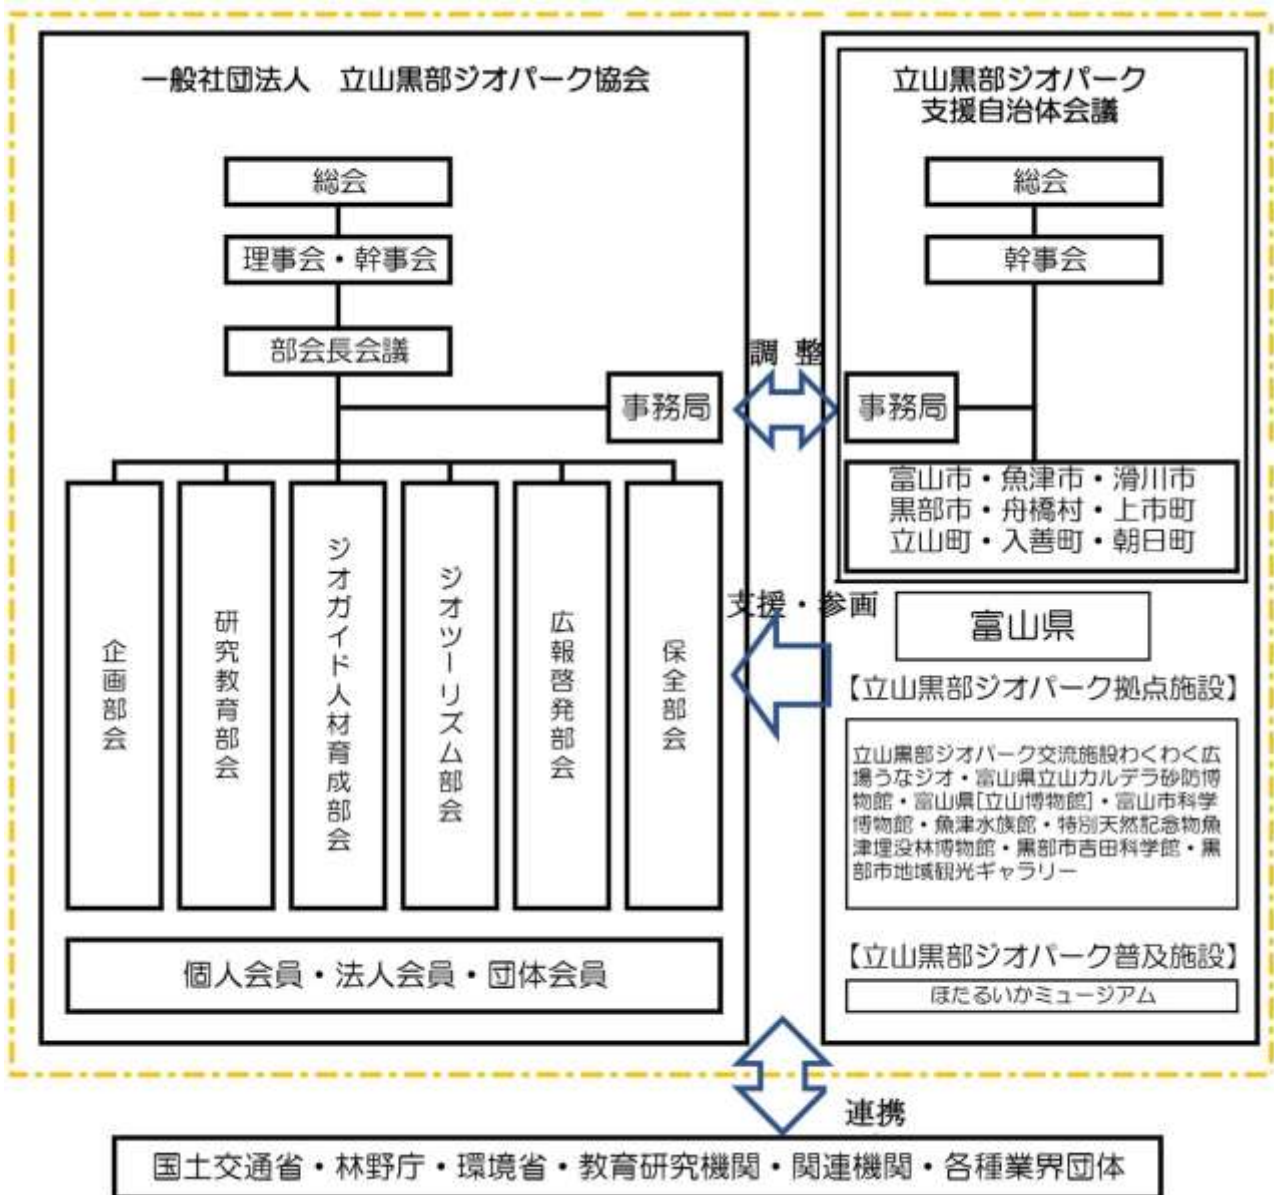 一般社団法人　立山黒部ジオパーク協会
総会
理事会・幹事会
部会長会議
事務局
企画部会
研究教育部会
ジオガイド人材育成部会
ジオツーリズム部会
広報啓発部会
保全部会
個人会員・法人会員・団体会員
調 整
支援・参画
立山黒部ジオパーク
支援自治体会議
総会
幹事会
事務局
富山市・魚津市・滑川市
黒部市・舟橋村・上市町
立山町・入善町・朝日町
富山県
【立山黒部ジオパーク拠点施設】
立山黒部ジオパーク交流施設わくわく広
場うなジオ・富山県立山カルデラ砂防博
物館・富山県[立山博物館]・富山市科学
博物館・魚津水族館・特別天然記念物魚
津埋没林博物館・黒部市吉田科学館・黒
部市地域観光ギャラリー
【立山黒部ジオパーク普及施設】
ほたるいかミュージアム
連携
国土交通省・林野庁・環境省・教育研究機関・関連機関・各種業界団体